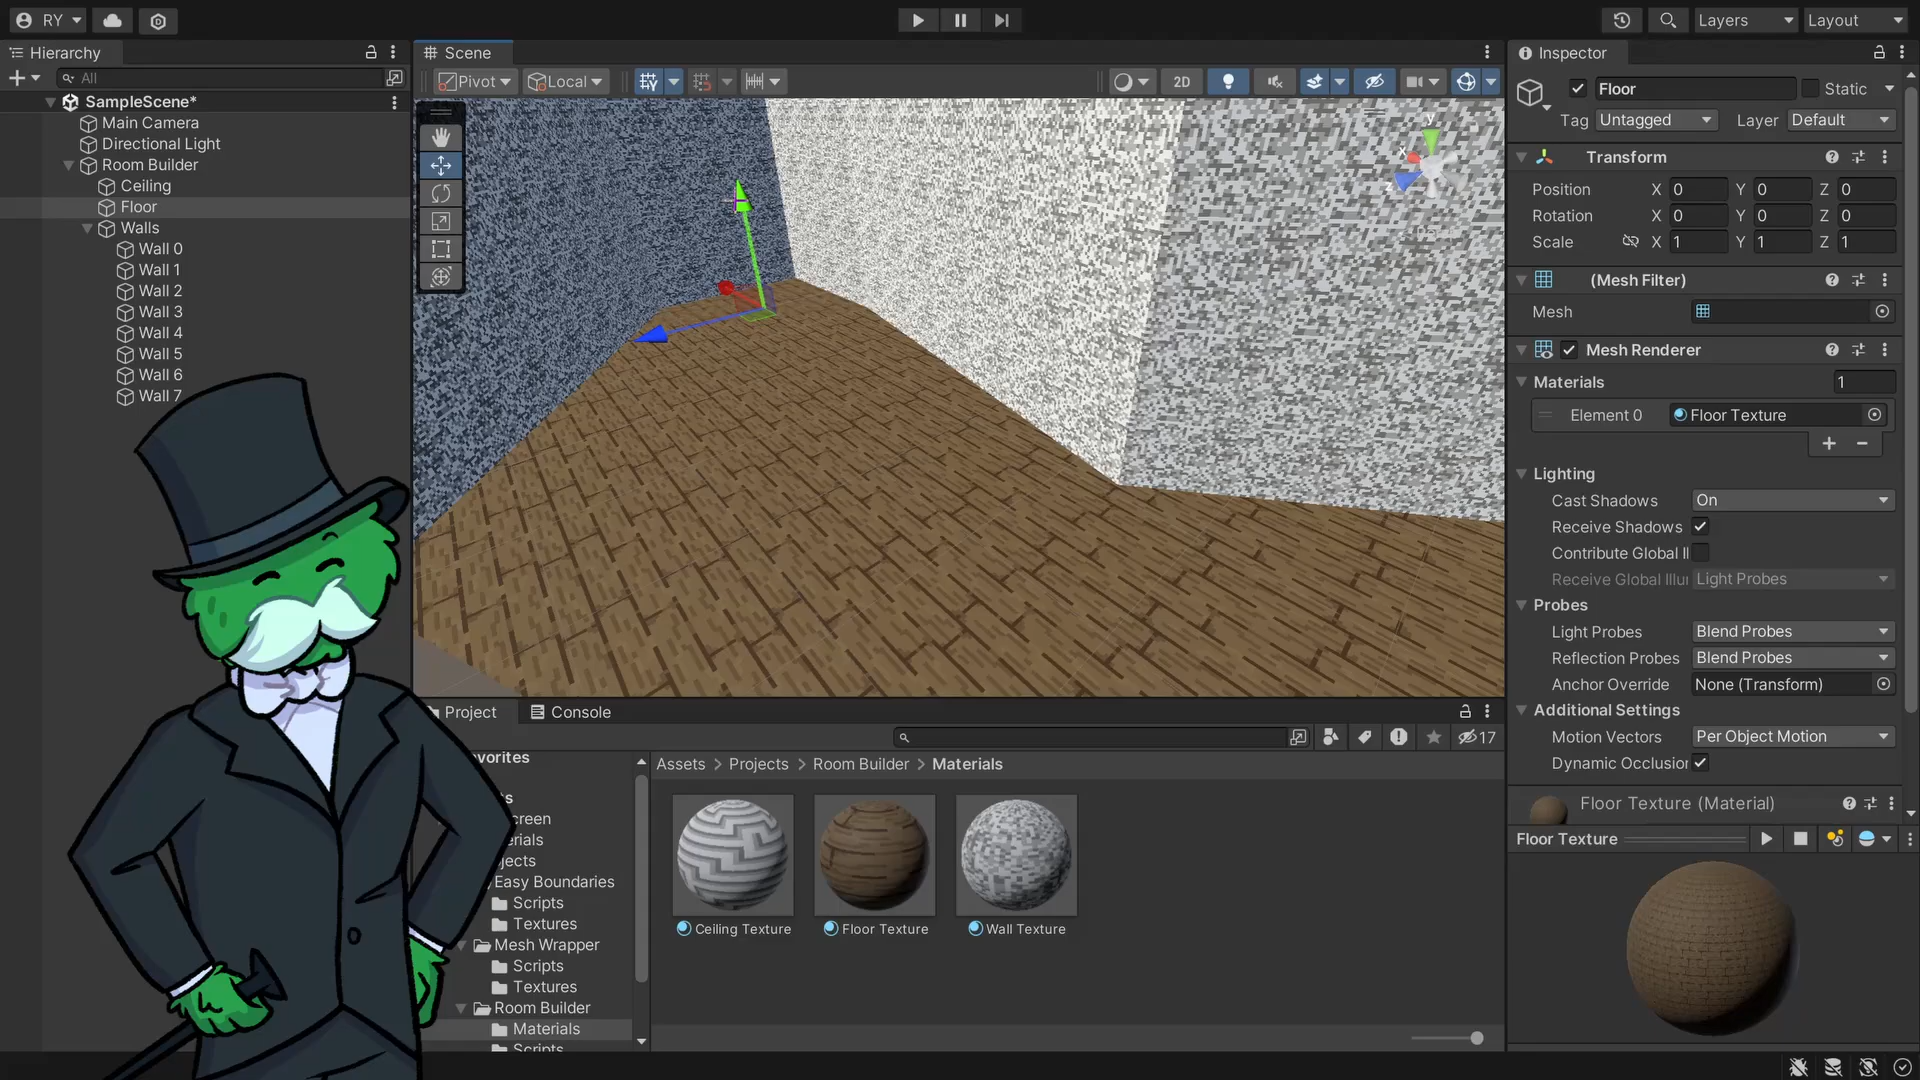 RY
Layers
Layout
Hierarchy
All
SampleScene*
Main Camera
Directional Light
Room Builder
Ceiling
Floor
Walls
Wall 0
Wall 1
Wall 2
Wall 3
Wall 4
Wall 5
Wall 6
Wall 7
Scene
Pivot
Local
2D
y
x
z
Project
Console
17
vorites
s
creen
erials
jects
Easy Boundaries
Scripts
Textures
Mesh Wrapper
Scripts
Textures
Room Builder
Materials
Scripts
Assets > Projects > Room Builder > Materials
Ceiling Texture
Floor Texture
Wall Texture
Inspector
Floor
Static
Tag Untagged Layer Default
Transform
Position X 0 Y 0 Z 0
Rotation X 0 Y 0 Z 0
Scale X 1 Y 1 Z 1
(Mesh Filter)
Mesh
Mesh Renderer
Materials 1
Element 0 Floor Texture
Lighting
Cast Shadows On
Receive Shadows
Contribute Global Il
Receive Global Illu Light Probes
Probes
Light Probes Blend Probes
Reflection Probes Blend Probes
Anchor Override None (Transform)
Additional Settings
Motion Vectors Per Object Motion
Dynamic Occlusion
Floor Texture (Material)
Floor Texture